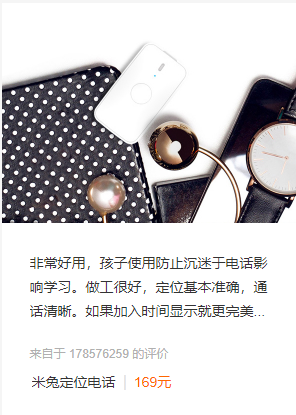 非常好用，孩子使用防止沉迷于电话影
响学习。做工很好，定位基本准确，通
话清晰。如果加入时间显示就更完美...
来自于 178576259 的评价
米兔定位电话 | 169元